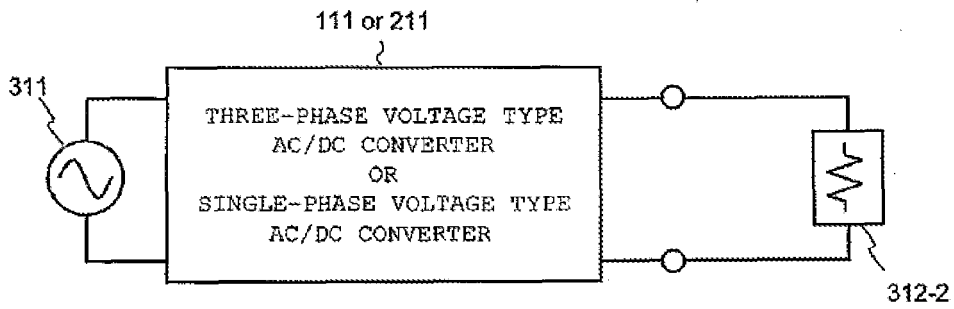 111 or 211
311
THREE-PHASE VOLTAGE TYPE
AC/DC CONVERTER
OR
SINGLE-PHASE VOLTAGE TYPE
AC/DC CONVERTER
312-2